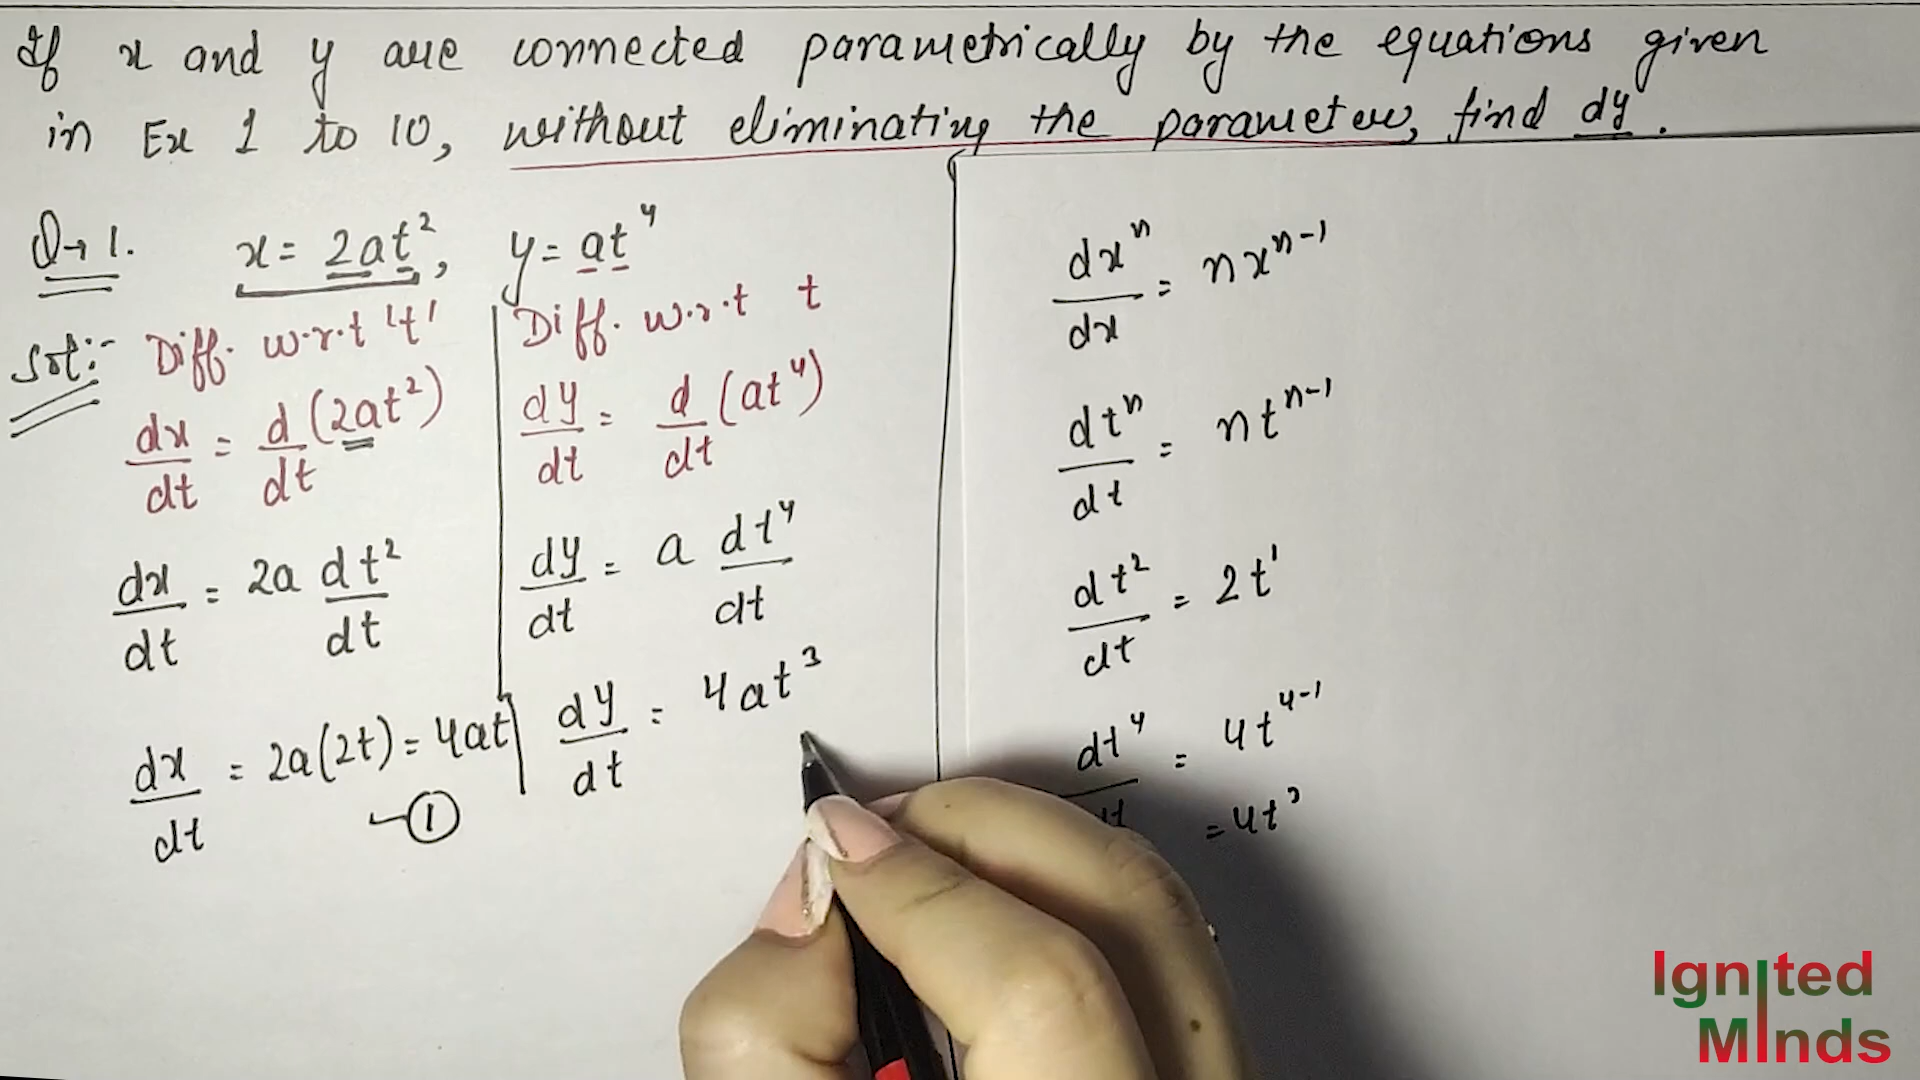 If x and y are connected parametrically by the equations given
in Ex 1 to 10, without eliminating the parameter, find dy.
Q→1. x = 2at², y = at⁴
Sol:- Diff. w.r.t 't'
dx/dt = d/dt (2at²)
dx/dt = 2a dt²/dt
dx/dt = 2a(2t) = 4at
—①
Diff. w.r.t t
dy/dt = d/dt (at⁴)
dy/dt = a dt⁴/dt
dy/dt = 4at³
dxⁿ/dx = nxⁿ⁻¹
dtⁿ/dt = ntⁿ⁻¹
dt²/dt = 2t¹
dt⁴/dt = 4t⁴⁻¹
= 4t³
Ignited
Minds